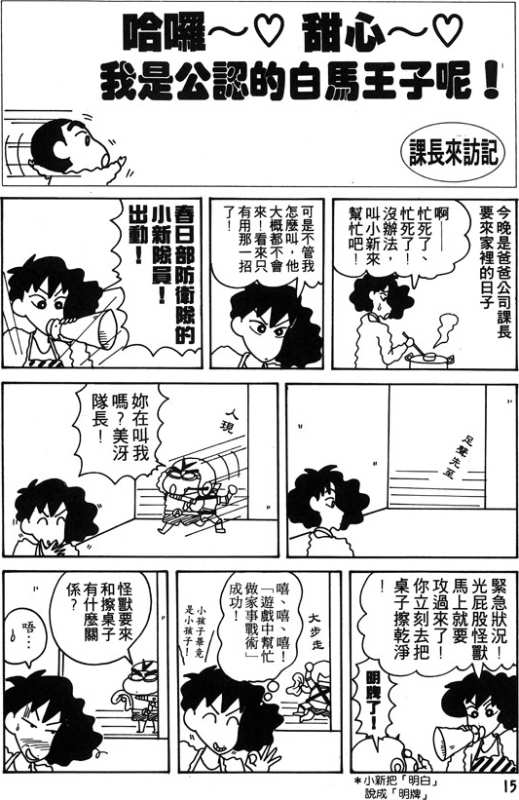 哈囉～♡ 甜心～♡
我是公認的白馬王子呢！
課長來訪記
今晚是爸爸公司課長
要來家裡的日子
啊──
忙死了、
忙死了！
沒辦法，
叫小新來
幫忙吧！
可是不管我
怎麼叫，他
大概都不會
來！看來只
有用那一招
了！
春日部防衛隊的
小新隊員！
出動！
足聲先至
人現
妳在叫我
嗎？美冴
隊長！
緊急狀況！
光屁股怪獸
馬上就要
攻過來了！
你立刻去把
桌子擦乾淨
！
明牌了！
大步走
嘻、嘻、嘻！
「遊戲中幫忙
做家事戰術」
成功！
小孩子畢竟
是小孩子！
怪獸要來
和擦桌子
有什麼關
係？
唔…
＊小新把「明白」
說成「明牌」
15